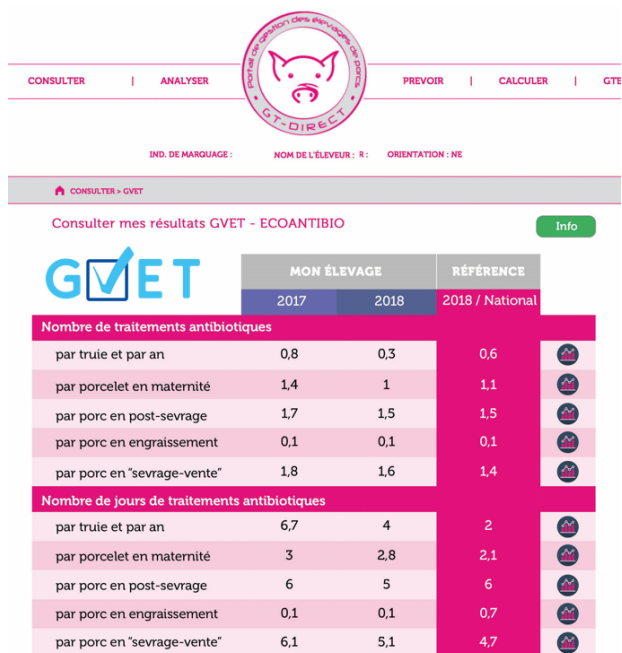 Portail de gestion des élevages de porcs
CONSULTER | ANALYSER PREVOIR | CALCULER | GTE
GT-DIRECT
IND. DE MARQUAGE : NOM DE L'ÉLEVEUR : R : ORIENTATION : NE
CONSULTER > GVET
Consulter mes résultats GVET - ECOANTIBIO Info
GVET MON ÉLEVAGE RÉFÉRENCE
2017 2018 2018 / National
Nombre de traitements antibiotiques
par truie et par an 0,8 0,3 0,6
par porcelet en maternité 1,4 1 1,1
par porc en post-sevrage 1,7 1,5 1,5
par porc en engraissement 0,1 0,1 0,1
par porc en "sevrage-vente" 1,8 1,6 1,4
Nombre de jours de traitements antibiotiques
par truie et par an 6,7 4 2
par porcelet en maternité 3 2,8 2,1
par porc en post-sevrage 6 5 6
par porc en engraissement 0,1 0,1 0,7
par porc en "sevrage-vente" 6,1 5,1 4,7